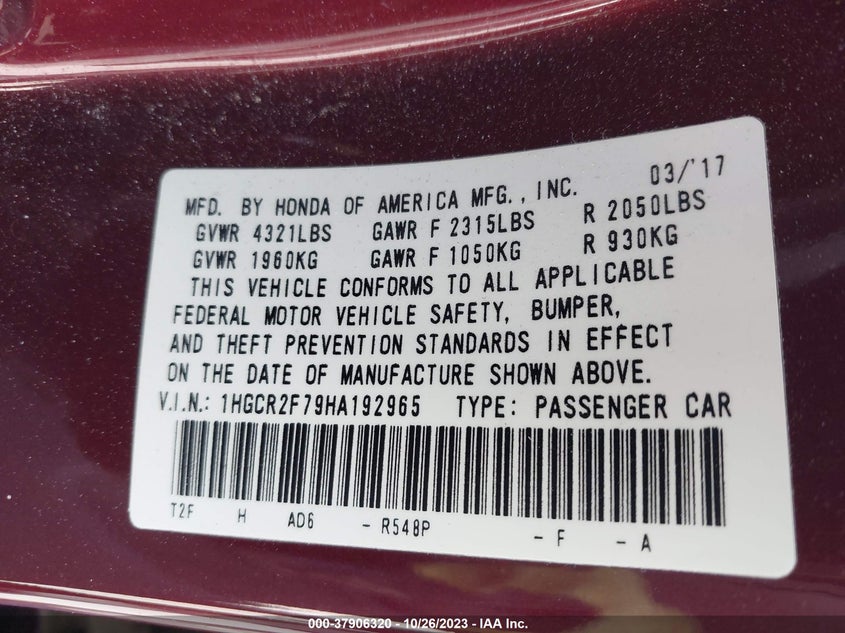 03/'17
MFD. BY HONDA OF AMERICA MFG., INC.
GVWR 4321LBS GAWR F 2315LBS R 2050LBS
GVWR 1960KG GAWR F 1050KG R 930KG
THIS VEHICLE CONFORMS TO ALL APPLICABLE
FEDERAL MOTOR VEHICLE SAFETY, BUMPER,
AND THEFT PREVENTION STANDARDS IN EFFECT
ON THE DATE OF MANUFACTURE SHOWN ABOVE.
V.I.N.: 1HGCR2F79HA192965 TYPE: PASSENGER CAR
T2F H AD6 - R548P - F - A
000-37906320 - 10/26/2023 - IAA Inc.